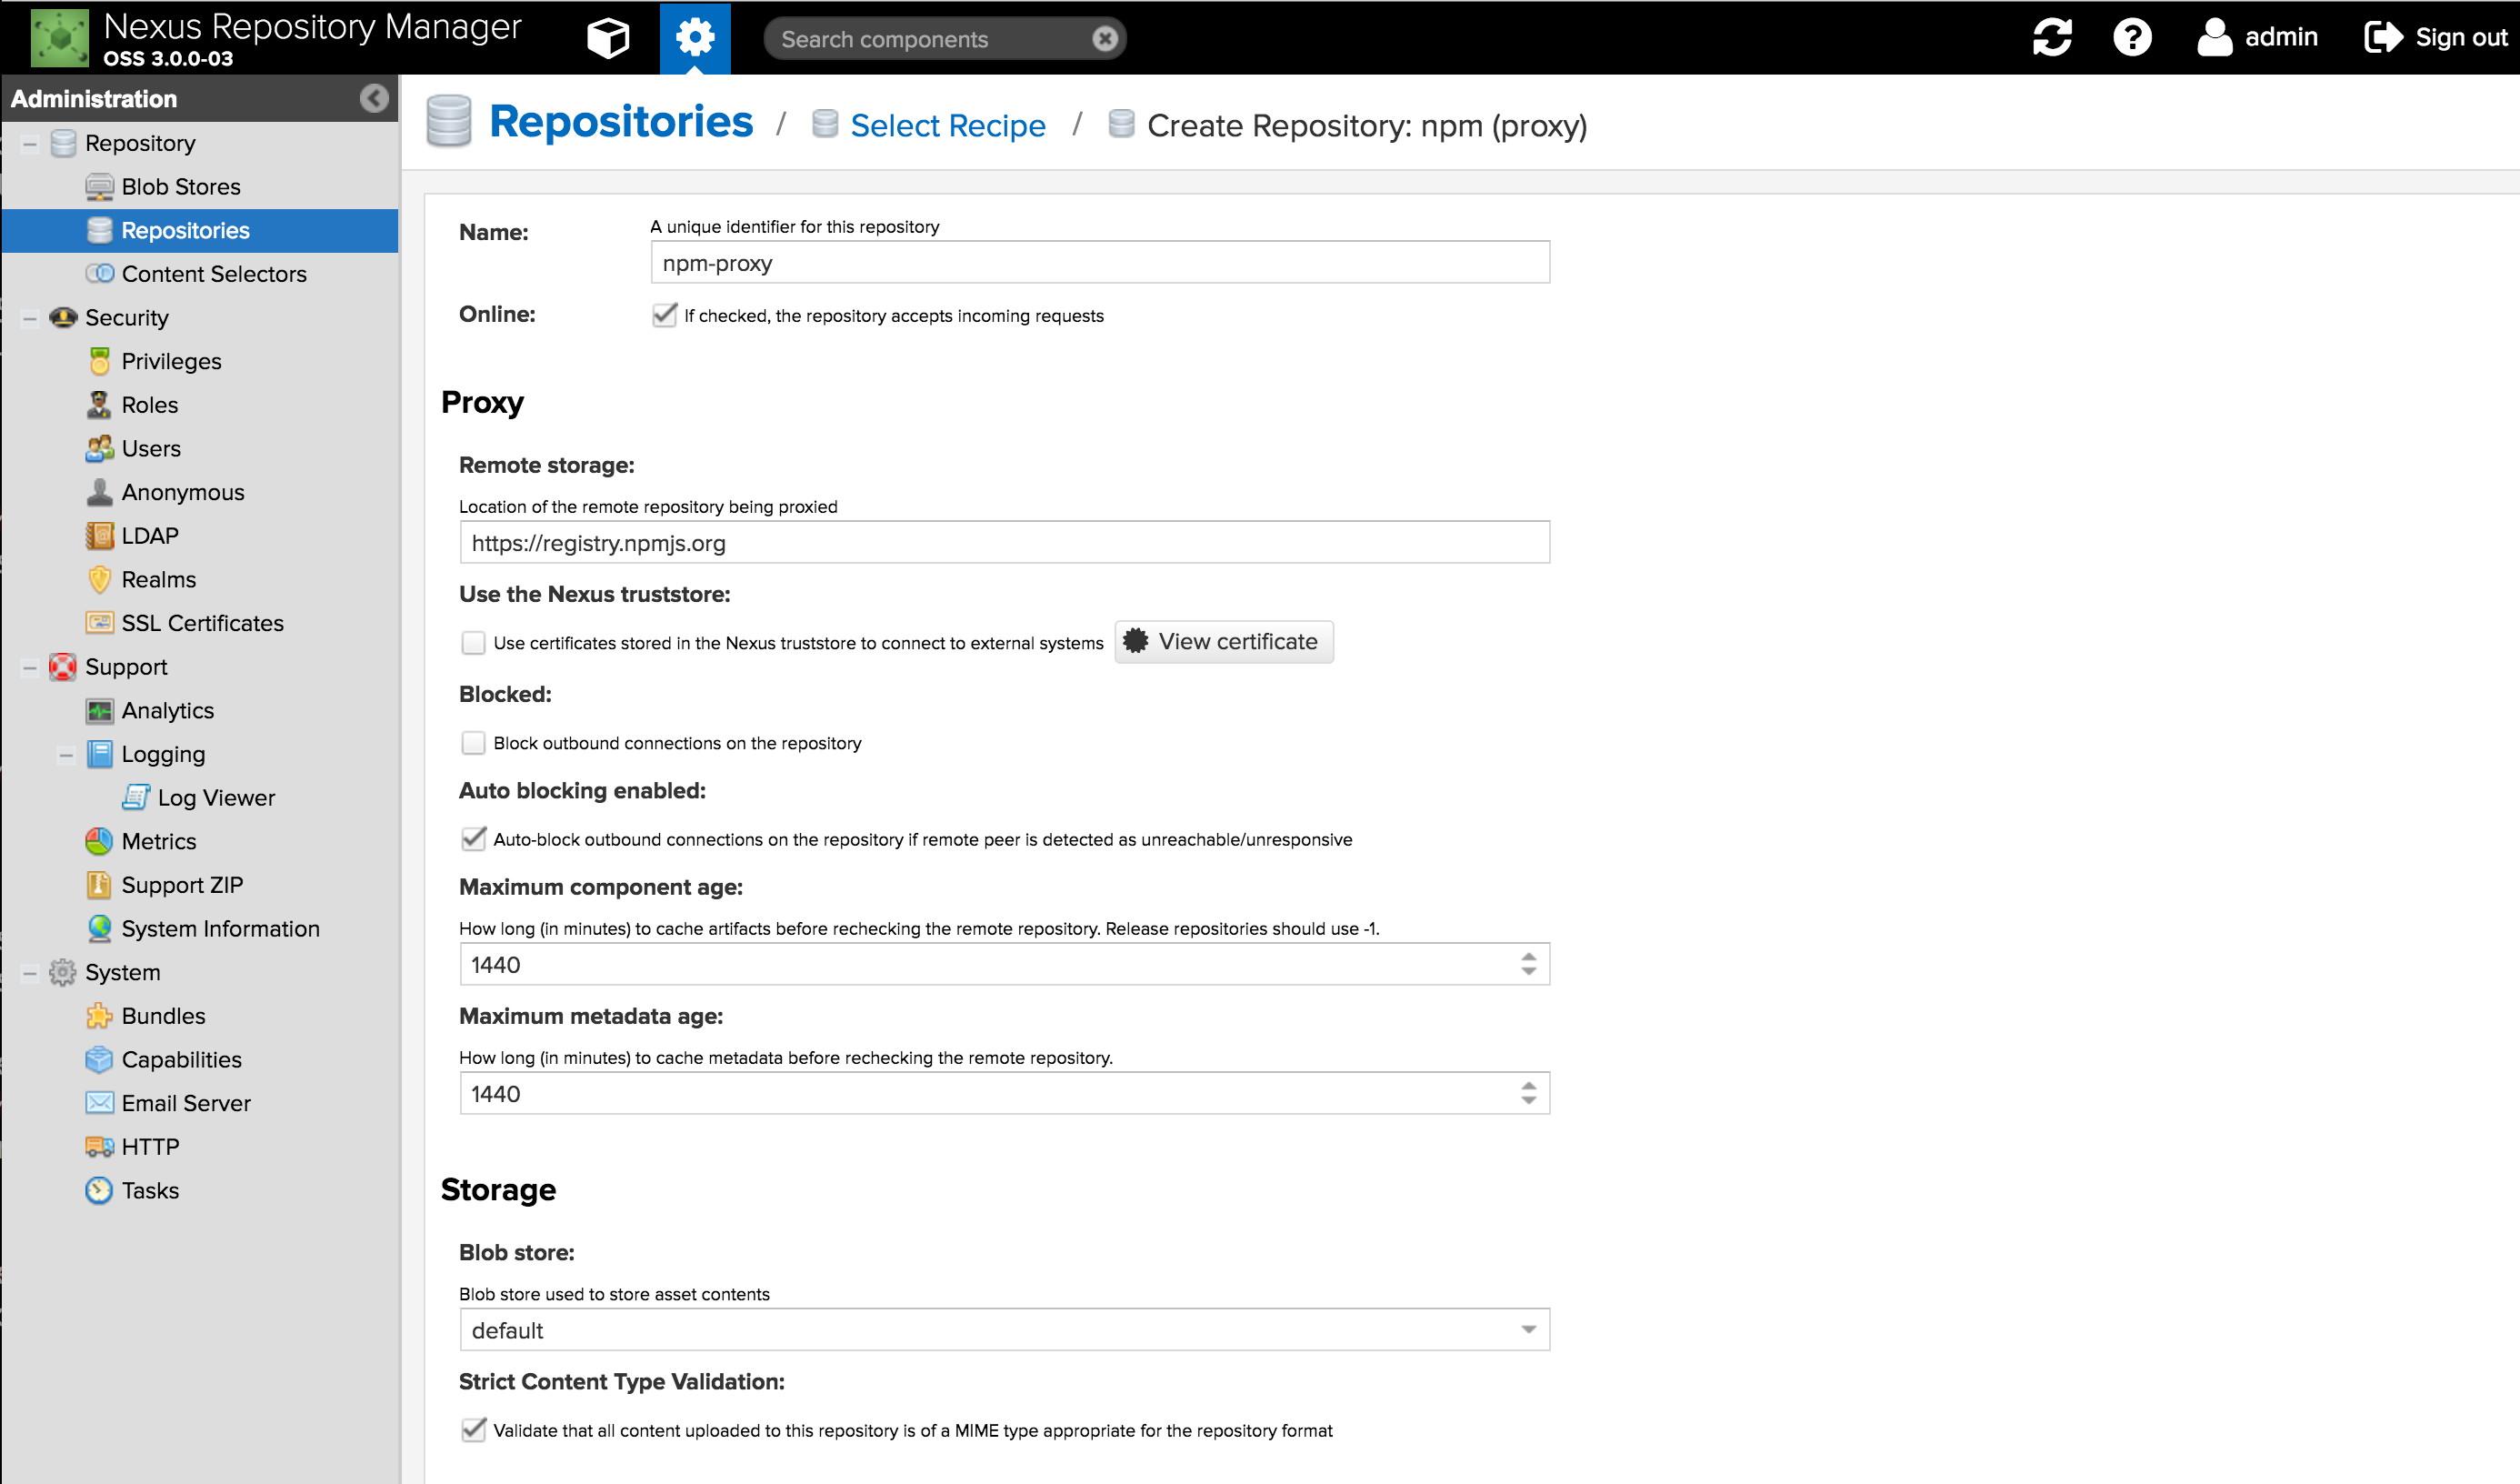 Nexus Repository Manager
OSS 3.0.0-03
Search components
admin
Sign out
Administration
Repository
Blob Stores
Repositories
Content Selectors
Security
Privileges
Roles
Users
Anonymous
LDAP
Realms
SSL Certificates
Support
Analytics
Logging
Log Viewer
Metrics
Support ZIP
System Information
System
Bundles
Capabilities
Email Server
HTTP
Tasks
Repositories / Select Recipe / Create Repository: npm (proxy)
Name:
A unique identifier for this repository
npm-proxy
Online:
If checked, the repository accepts incoming requests
Proxy
Remote storage:
Location of the remote repository being proxied
https://registry.npmjs.org
Use the Nexus truststore:
Use certificates stored in the Nexus truststore to connect to external systems
View certificate
Blocked:
Block outbound connections on the repository
Auto blocking enabled:
Auto-block outbound connections on the repository if remote peer is detected as unreachable/unresponsive
Maximum component age:
How long (in minutes) to cache artifacts before rechecking the remote repository. Release repositories should use -1.
1440
Maximum metadata age:
How long (in minutes) to cache metadata before rechecking the remote repository.
1440
Storage
Blob store:
Blob store used to store asset contents
default
Strict Content Type Validation:
Validate that all content uploaded to this repository is of a MIME type appropriate for the repository format